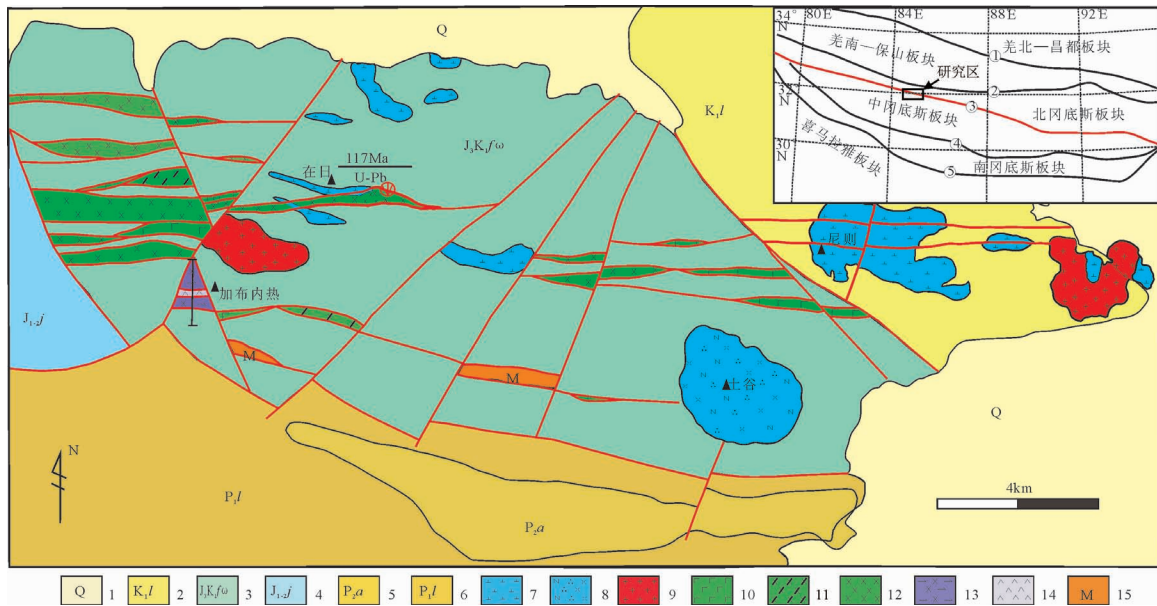 Q
34°
N
80°E
84°E
88°E
92°E
羌南—保山板块
羌北—昌都板块
①
研究区
②
32°
N
③
中冈底斯板块
北冈底斯板块
喜马拉雅板块
30°
N
④
⑤
南冈底斯板块
K₁l
J₃K₁fω
117Ma
U-Pb
在日
尼则
加布内热
J₁₋₂j
M
M
土谷
Q
N
P₁l
P₂a
4km
Q 1 K₁l 2 J₃K₁fω 3 J₁₋₂j 4 P₂a 5 P₁l 6 7 8 9 10 11 12 13 14 M 15